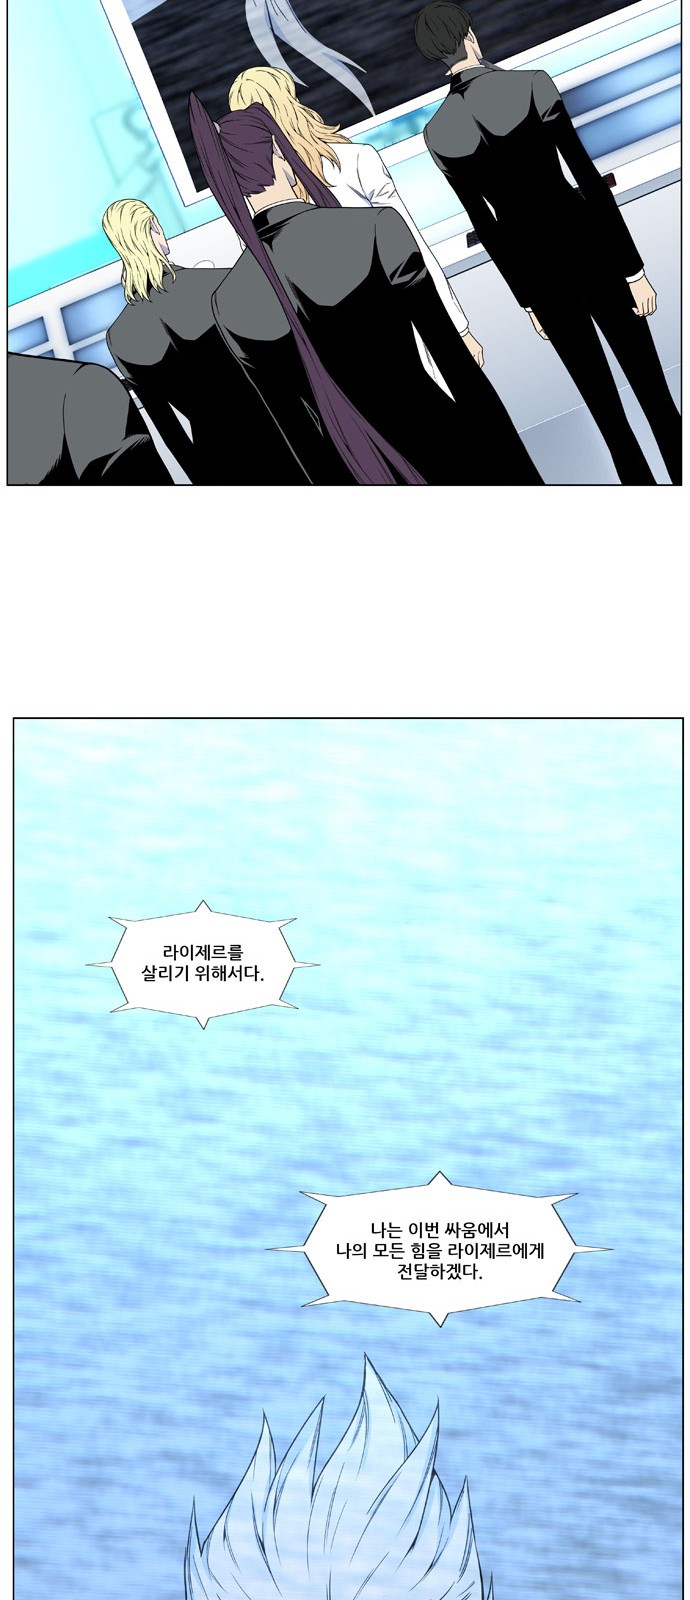 라이제르를
살리기 위해서다.
나는 이번 싸움에서
나의 모든 힘을 라이제르에게
전달하겠다.